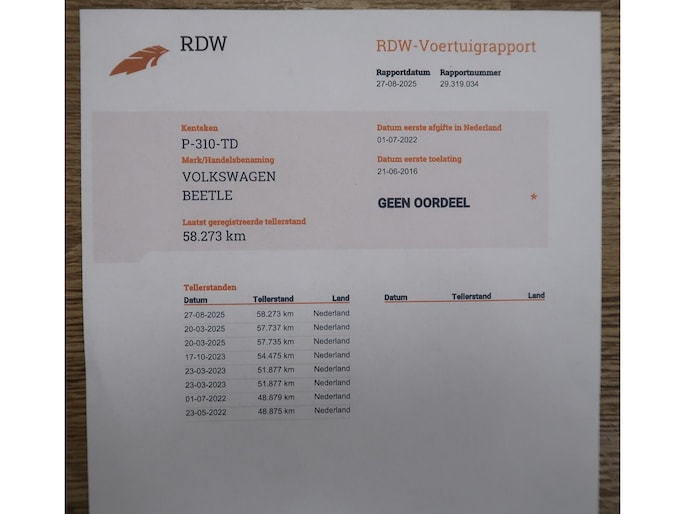 RDW
RDW-Voertuigrapport
Rapportdatum Rapportnummer
27-08-2025 29.319.034
Kenteken
P-310-TD
Merk/Handelsbenaming
VOLKSWAGEN
BEETLE
Laatst geregistreerde tellerstand
58.273 km
Datum eerste afgifte in Nederland
01-07-2022
Datum eerste toelating
21-06-2016
GEEN OORDEEL *
Tellerstanden
Datum Tellerstand Land
27-08-2025 58.273 km Nederland
20-03-2025 57.737 km Nederland
20-03-2025 57.735 km Nederland
17-10-2023 54.475 km Nederland
23-03-2023 51.877 km Nederland
23-03-2023 51.877 km Nederland
01-07-2022 48.879 km Nederland
23-05-2022 48.875 km Nederland
Datum Tellerstand Land